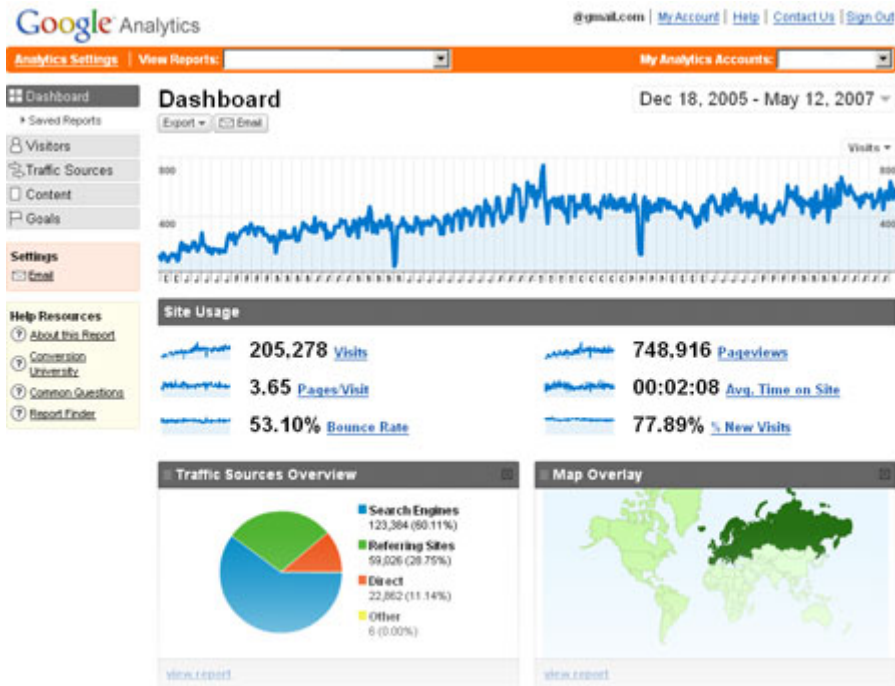 Google Analytics
@gmail.com | My Account | Help | Contact Us | Sign Out
Analytics Settings | View Reports: My Analytics Accounts:
Dashboard
Saved Reports
Visitors
Traffic Sources
Content
Goals
Settings
Email
Help Resources
About this Report
Conversion
University
Common Questions
Report Finder
Dashboard
Dec 18, 2005 - May 12, 2007
Export Email
Visits
800 800
400 400
Site Usage
205,278 Visits
748,916 Pageviews
3.65 Pages/Visit
00:02:08 Avg. Time on Site
53.10% Bounce Rate
77.89% % New Visits
Traffic Sources Overview
Search Engines
123,384 (60.11%)
Referring Sites
59,026 (28.75%)
Direct
22,862 (11.14%)
Other
6 (0.00%)
view report
Map Overlay
view report